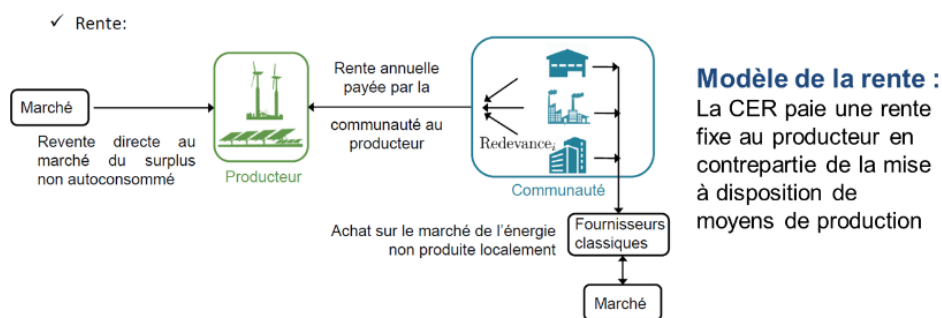 ✓ Rente:
Marché
Revente directe au
marché du surplus
non autoconsommé
Producteur
Rente annuelle
payée par la
communauté au
producteur
Redevanceᵢ
Communauté
Achat sur le marché de l'énergie
non produite localement
Fournisseurs
classiques
Marché
Modèle de la rente :
La CER paie une rente
fixe au producteur en
contrepartie de la mise
à disposition de
moyens de production